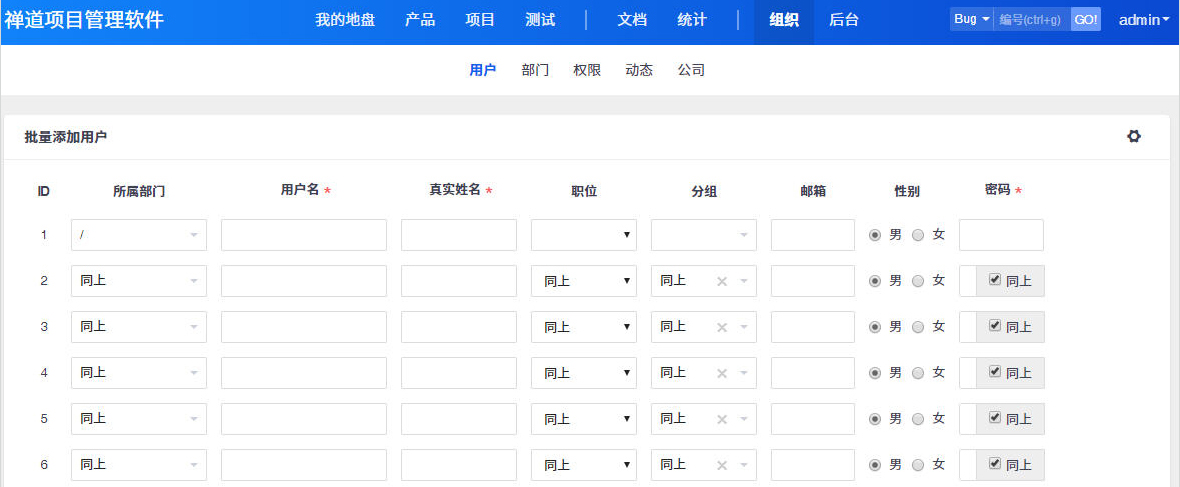 禅道项目管理软件 我的地盘 产品 项目 测试 | 文档 统计 | 组织 后台 Bug 编号(ctrl+g) GO! admin
用户 部门 权限 动态 公司
批量添加用户
ID 所属部门 用户名 * 真实姓名 * 职位 分组 邮箱 性别 密码 *
1 / 男 女
2 同上 同上 同上 男 女 同上
3 同上 同上 同上 男 女 同上
4 同上 同上 同上 男 女 同上
5 同上 同上 同上 男 女 同上
6 同上 同上 同上 男 女 同上